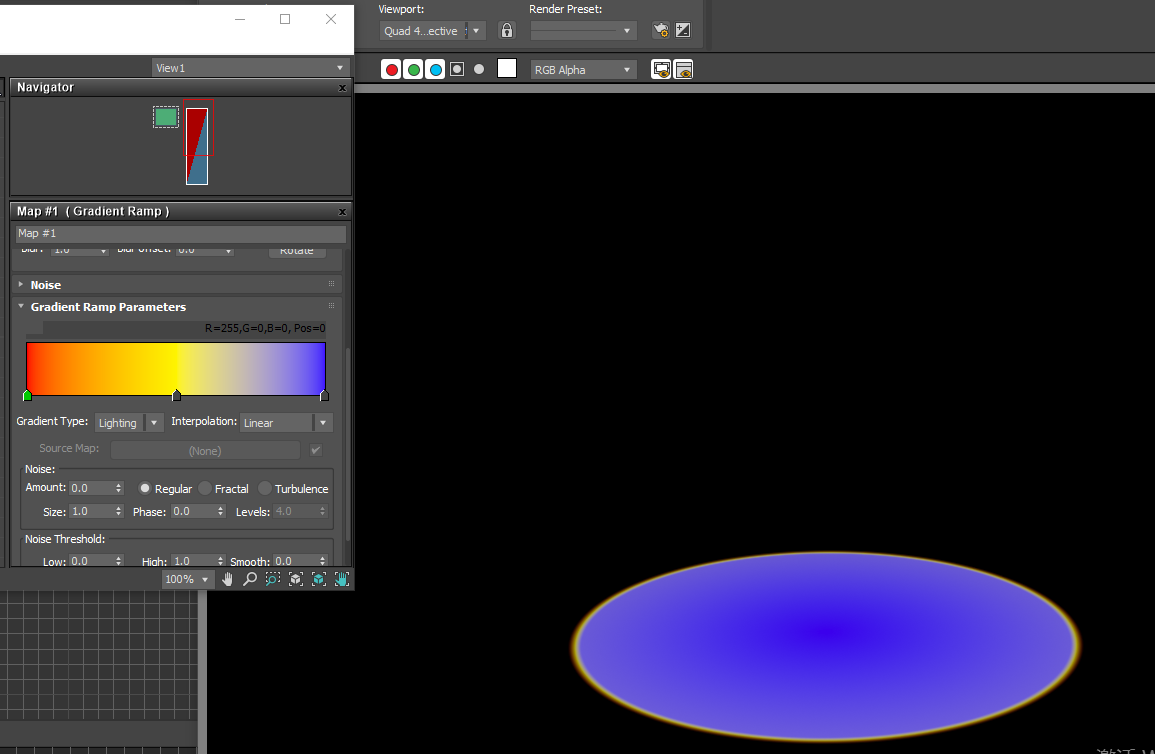 Viewport:
Render Preset:
Quad 4...ective
View1
RGB Alpha
Navigator
Map #1 ( Gradient Ramp )
Map #1
Blur: 1.0 Blur offset: 0.0 Rotate
Noise
Gradient Ramp Parameters
R=255,G=0,B=0, Pos=0
Gradient Type: Lighting Interpolation: Linear
Source Map: (None)
Noise:
Amount: 0.0 Regular Fractal Turbulence
Size: 1.0 Phase: 0.0 Levels: 4.0
Noise Threshold:
Low: 0.0 High: 1.0 Smooth: 0.0
100%